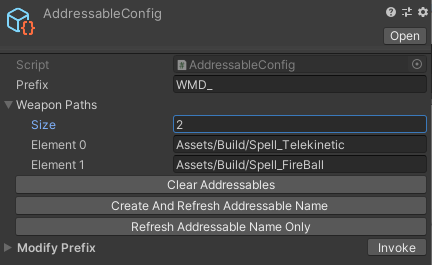 AddressableConfig
Open
Script AddressableConfig
Prefix WMD_
Weapon Paths
Size 2
Element 0 Assets/Build/Spell_Telekinetic
Element 1 Assets/Build/Spell_FireBall
Clear Addressables
Create And Refresh Addressable Name
Refresh Addressable Name Only
Modify Prefix Invoke